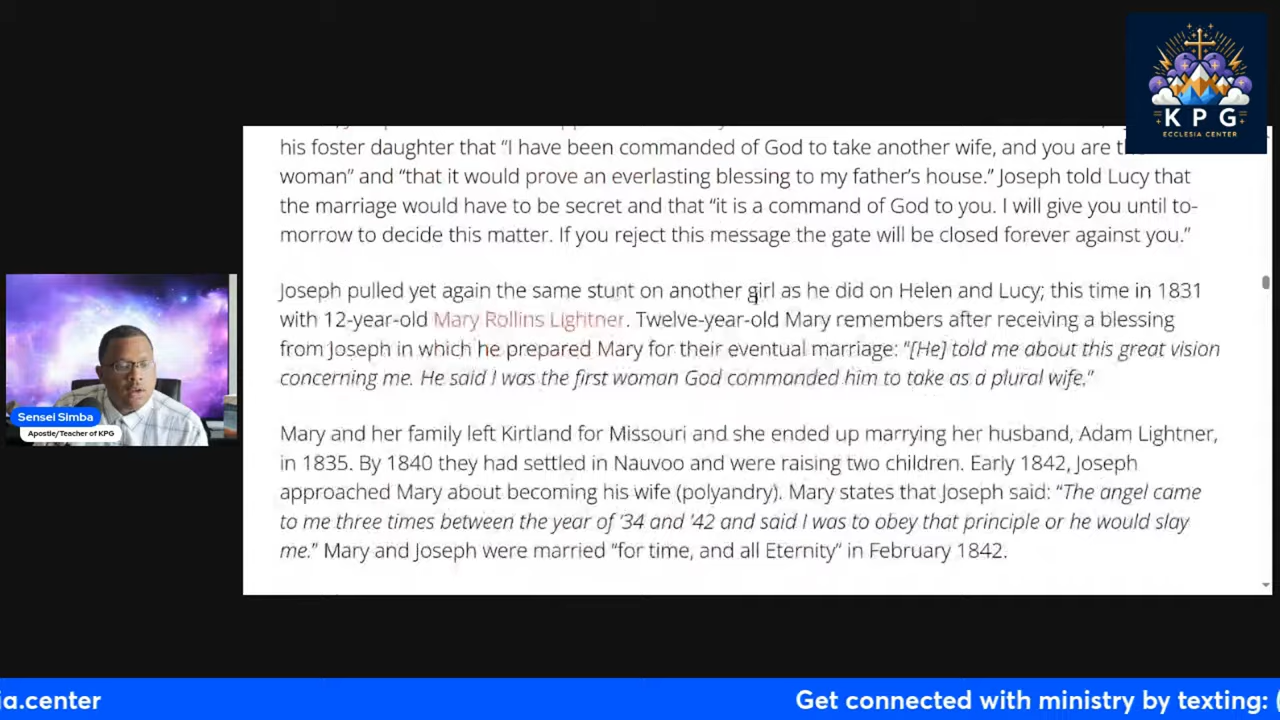 KPG
ECCLESIA CENTER
his foster daughter that “I have been commanded of God to take another wife, and you are
woman” and “that it would prove an everlasting blessing to my father’s house.” Joseph told Lucy that
the marriage would have to be secret and that “it is a command of God to you. I will give you until to-
morrow to decide this matter. If you reject this message the gate will be closed forever against you.”
Joseph pulled yet again the same stunt on another girl as he did on Helen and Lucy; this time in 1831
with 12-year-old Mary Rollins Lightner. Twelve-year-old Mary remembers after receiving a blessing
from Joseph in which he prepared Mary for their eventual marriage: “[He] told me about this great vision
concerning me. He said I was the first woman God commanded him to take as a plural wife.”
Mary and her family left Kirtland for Missouri and she ended up marrying her husband, Adam Lightner,
in 1835. By 1840 they had settled in Nauvoo and were raising two children. Early 1842, Joseph
approached Mary about becoming his wife (polyandry). Mary states that Joseph said: “The angel came
to me three times between the year of ‘34 and ‘42 and said I was to obey that principle or he would slay
me.” Mary and Joseph were married “for time, and all Eternity” in February 1842.
Sensei Simba
Apostle/Teacher of KPG
ia.center
Get connected with ministry by texting: (